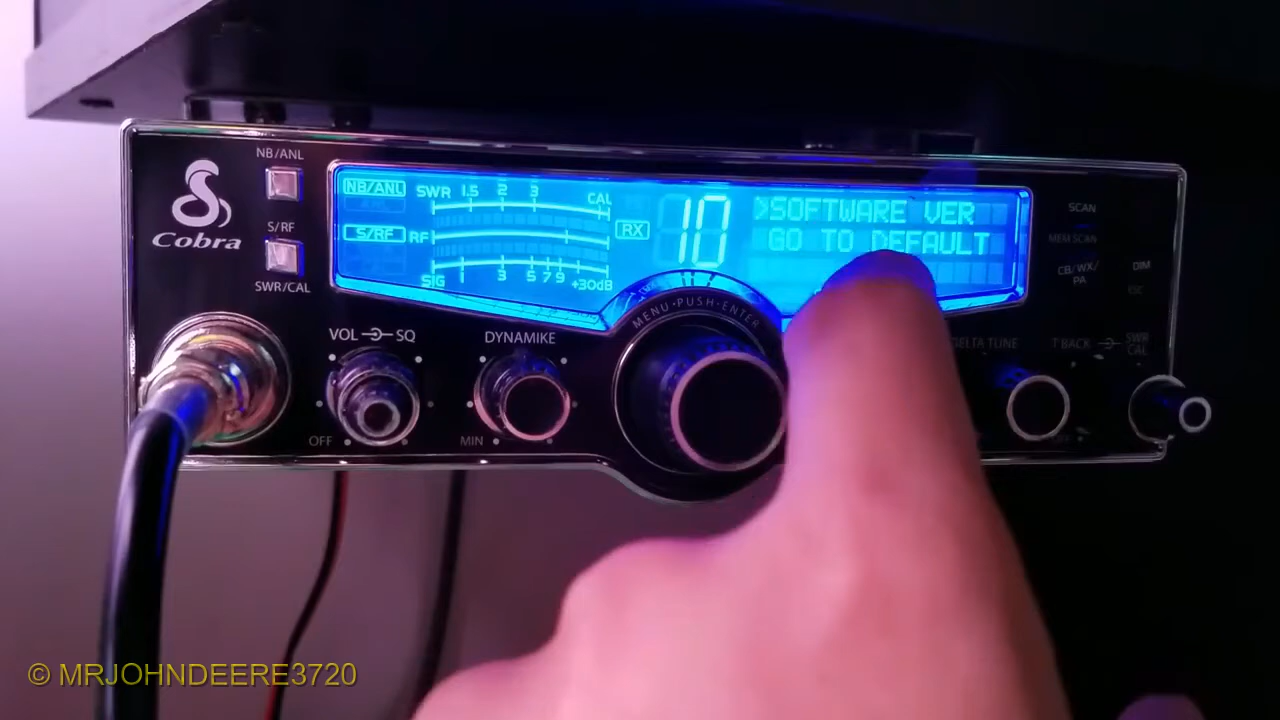 NB/ANL
Cobra
S/RF
SWR/CAL
NB/ANL
S/RF
SWR 1.5 2 3 CAL
RF
SIG 3 5 7 9 +30dB
RX
10
>SOFTWARE VER
GO TO DEFAULT
SCAN
MEM SCAN
CB/WX/
PA
DIM
ESC
VOL SQ
OFF
DYNAMIKE
MIN
MENU•PUSH•ENTER
DELTA TUNE
T BACK
SWR
CAL
© MRJOHNDEERE3720